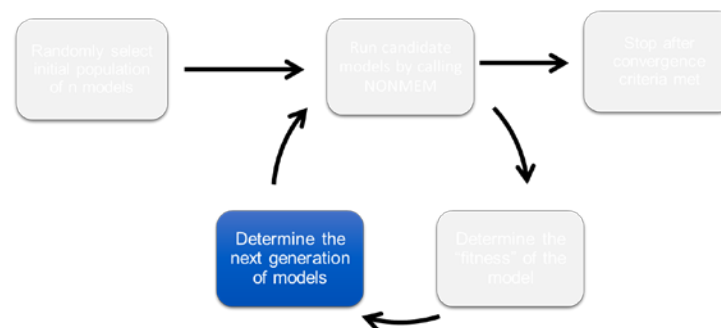 Randomly select
initial population
of n models
Run candidate
models by calling
NONMEM
Stop after
convergence
criteria met
Determine the
next generation
of models
Determine the
"fitness" of the
model